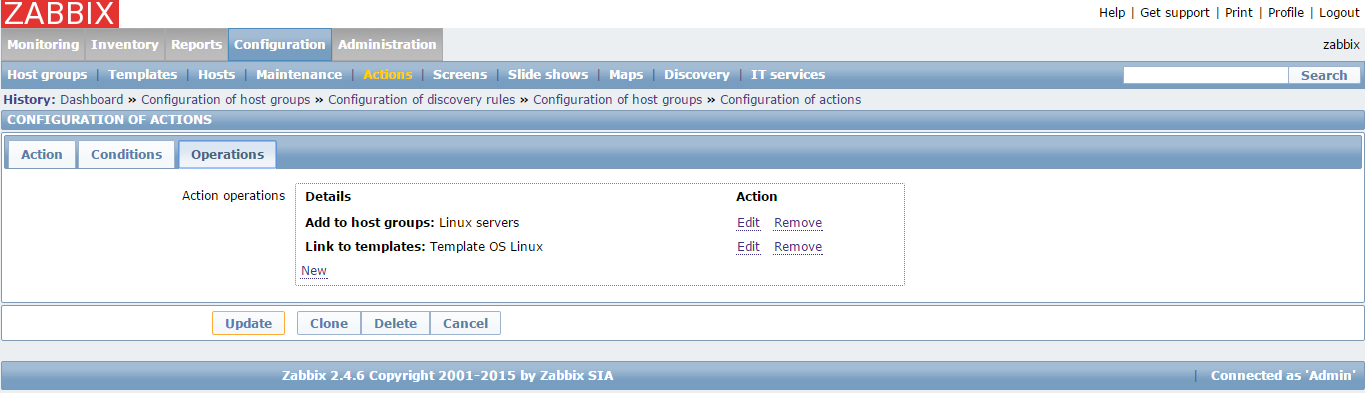 ZABBIX
Help | Get support | Print | Profile | Logout
Monitoring Inventory Reports Configuration Administration
zabbix
Host groups | Templates | Hosts | Maintenance | Actions | Screens | Slide shows | Maps | Discovery | IT services
Search
History: Dashboard » Configuration of host groups » Configuration of discovery rules » Configuration of host groups » Configuration of actions
CONFIGURATION OF ACTIONS
Action Conditions Operations
Action operations Details Action
Add to host groups: Linux servers Edit Remove
Link to templates: Template OS Linux Edit Remove
New
Update Clone Delete Cancel
Zabbix 2.4.6 Copyright 2001-2015 by Zabbix SIA | Connected as 'Admin'